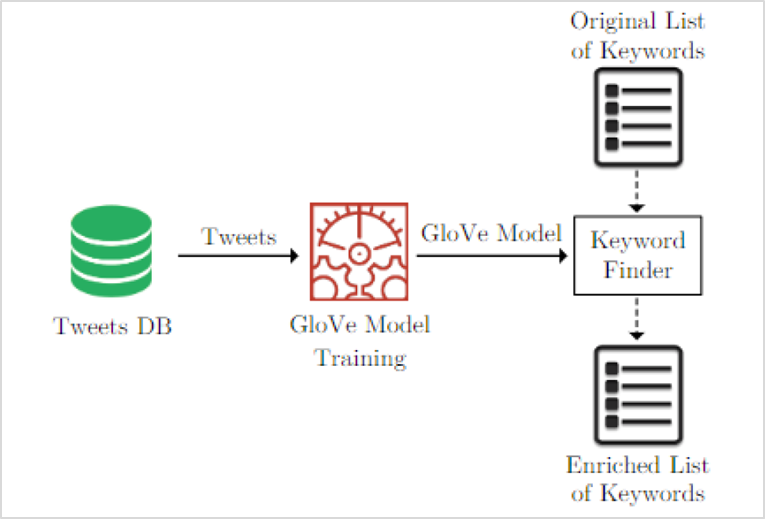 Original List
of Keywords
Tweets
GloVe Model
Keyword
Finder
Tweets DB
GloVe Model
Training
Enriched List
of Keywords